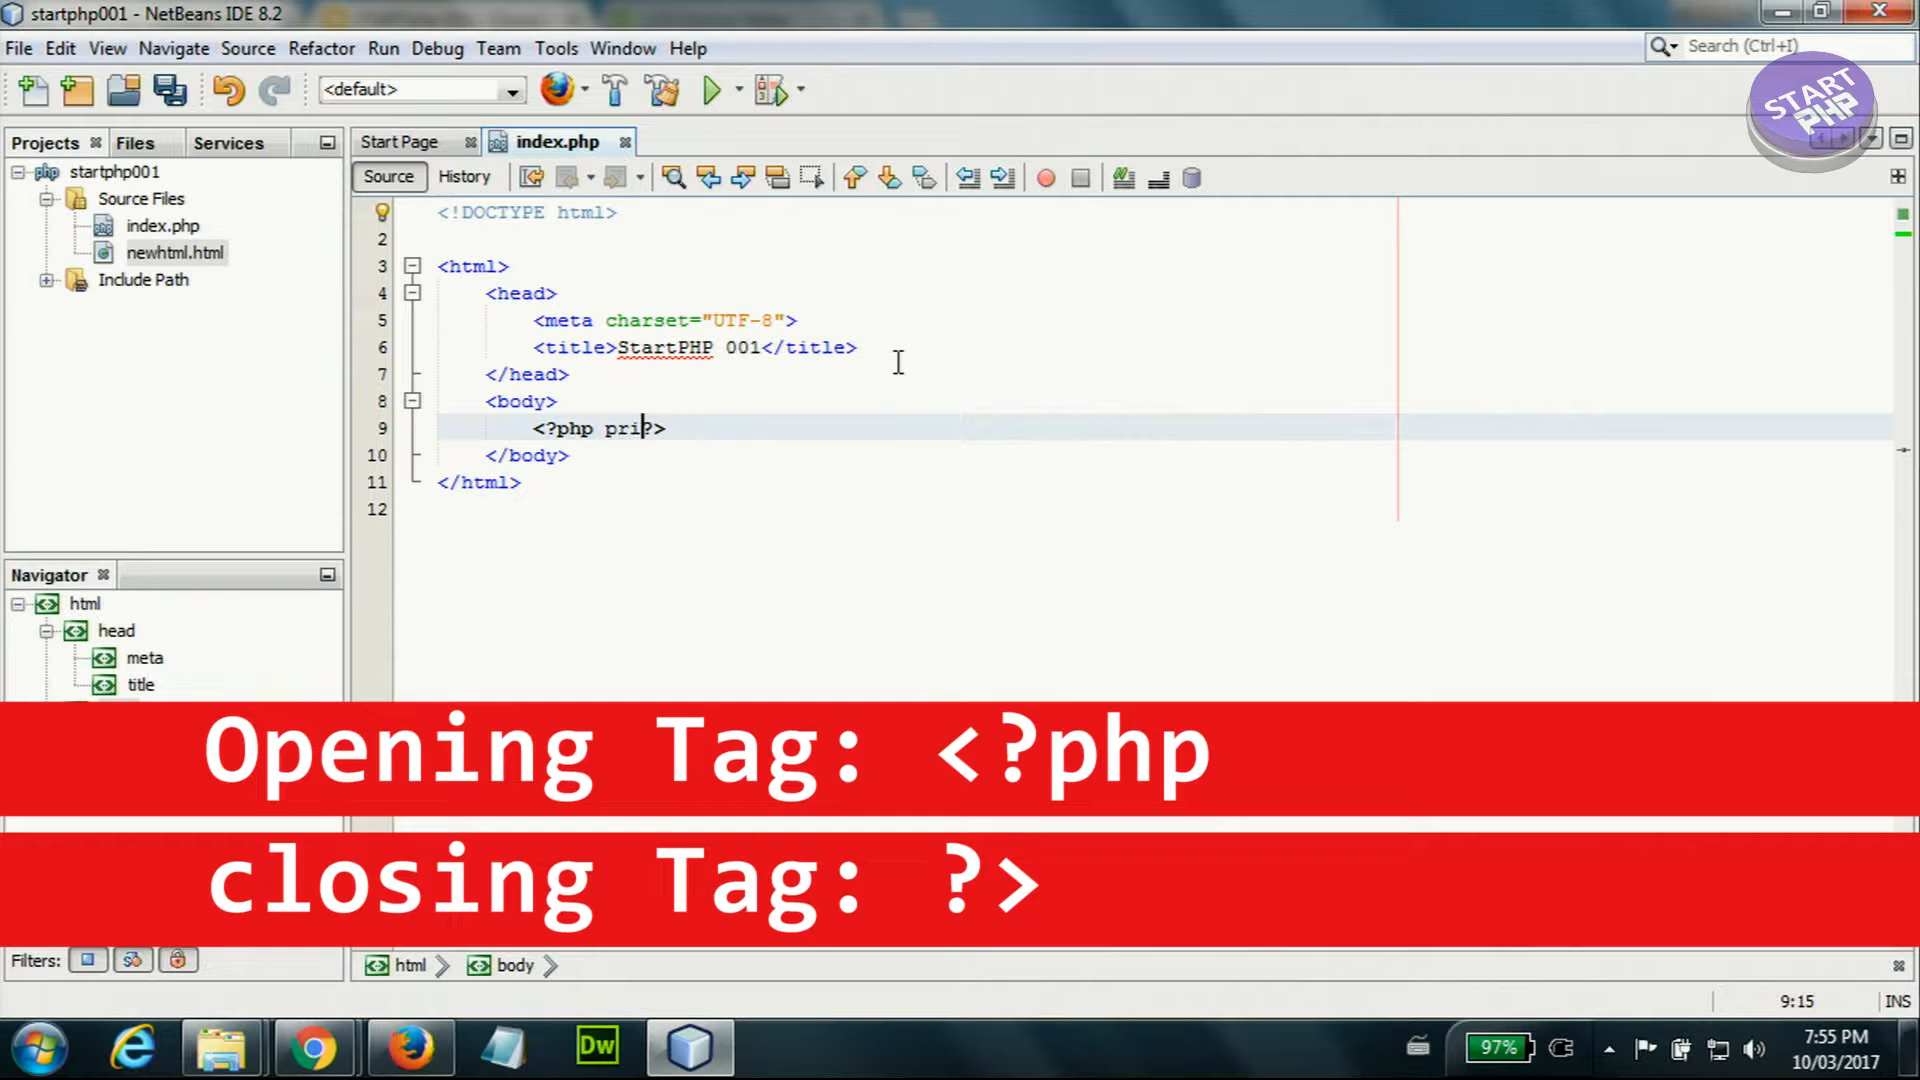 startphp001 - NetBeans IDE 8.2
File Edit View Navigate Source Refactor Run Debug Team Tools Window Help
Search (Ctrl+I)
<default>
START
PHP
Projects Files Services
Start Page index.php
php startphp001
Source Files
index.php
newhtml.html
Include Path
Source History
<!DOCTYPE html>
2
3 <html>
4 <head>
5 <meta charset="UTF-8">
6 <title>StartPHP 001</title>
7 </head>
8 <body>
9 <?php pri?>
10 </body>
11 </html>
12
Navigator
html
head
meta
title
Opening Tag: <?php
closing Tag: ?>
Filters:
html body
9:15 INS
Dw
97%
7:55 PM
10/03/2017